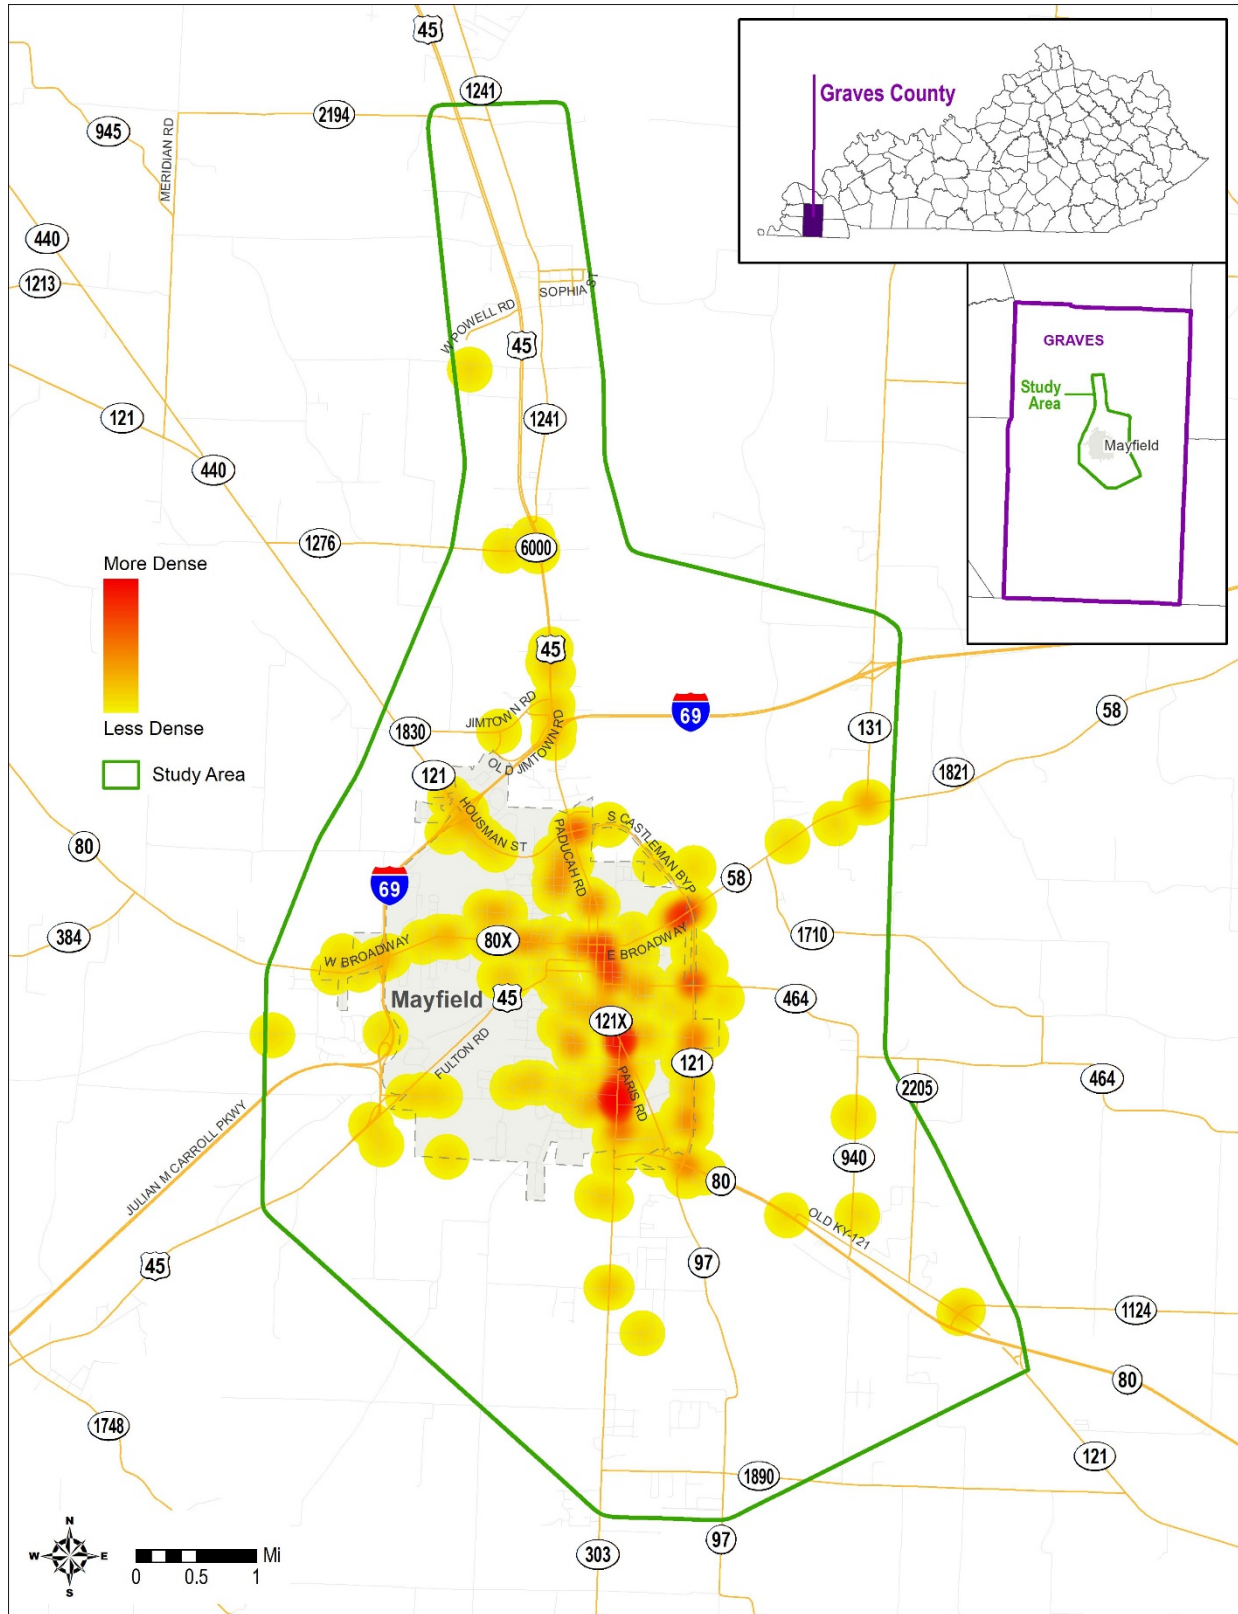 45
1241
2194
945
MERIDIAN RD
Graves County
440
1213
SOPHIA ST
W POWELL RD
45
GRAVES
Study
Area
Mayfield
121
1241
440
1276
6000
More Dense
Less Dense
Study Area
45
69
58
JIMTOWN RD
1830
OLD JIMTOWN RD
131
121
1821
HOUSMAN ST
S CASTLEMAN BYP
PADUCAH RD
80
69
58
384
W BROADWAY
80X
E BROADWAY
1710
Mayfield
45
464
121X
FULTON RD
121
PARIS RD
464
2205
JULIAN M CARROLL PKWY
940
80
OLD KY-121
45
97
1124
80
1748
121
1890
N
W
E
S
Mi
0
0.5
1
303
97